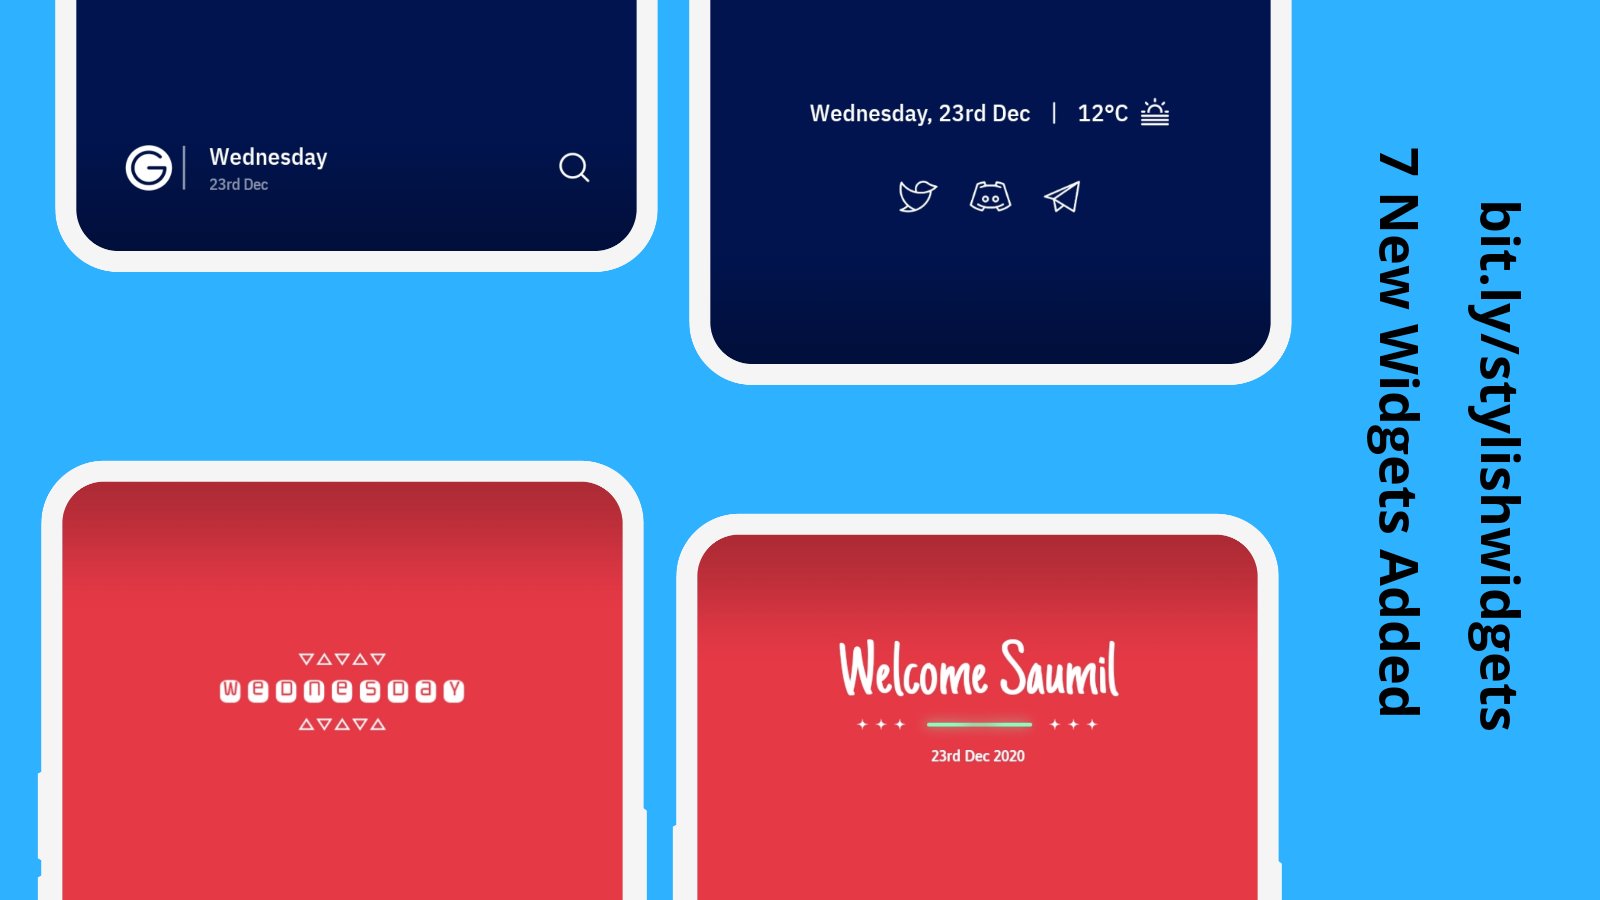 Wednesday
23rd Dec
Wednesday, 23rd Dec | 12°C
wednesday
Welcome Saumil
23rd Dec 2020
7 New Widgets Added
bit.ly/stylishwidgets